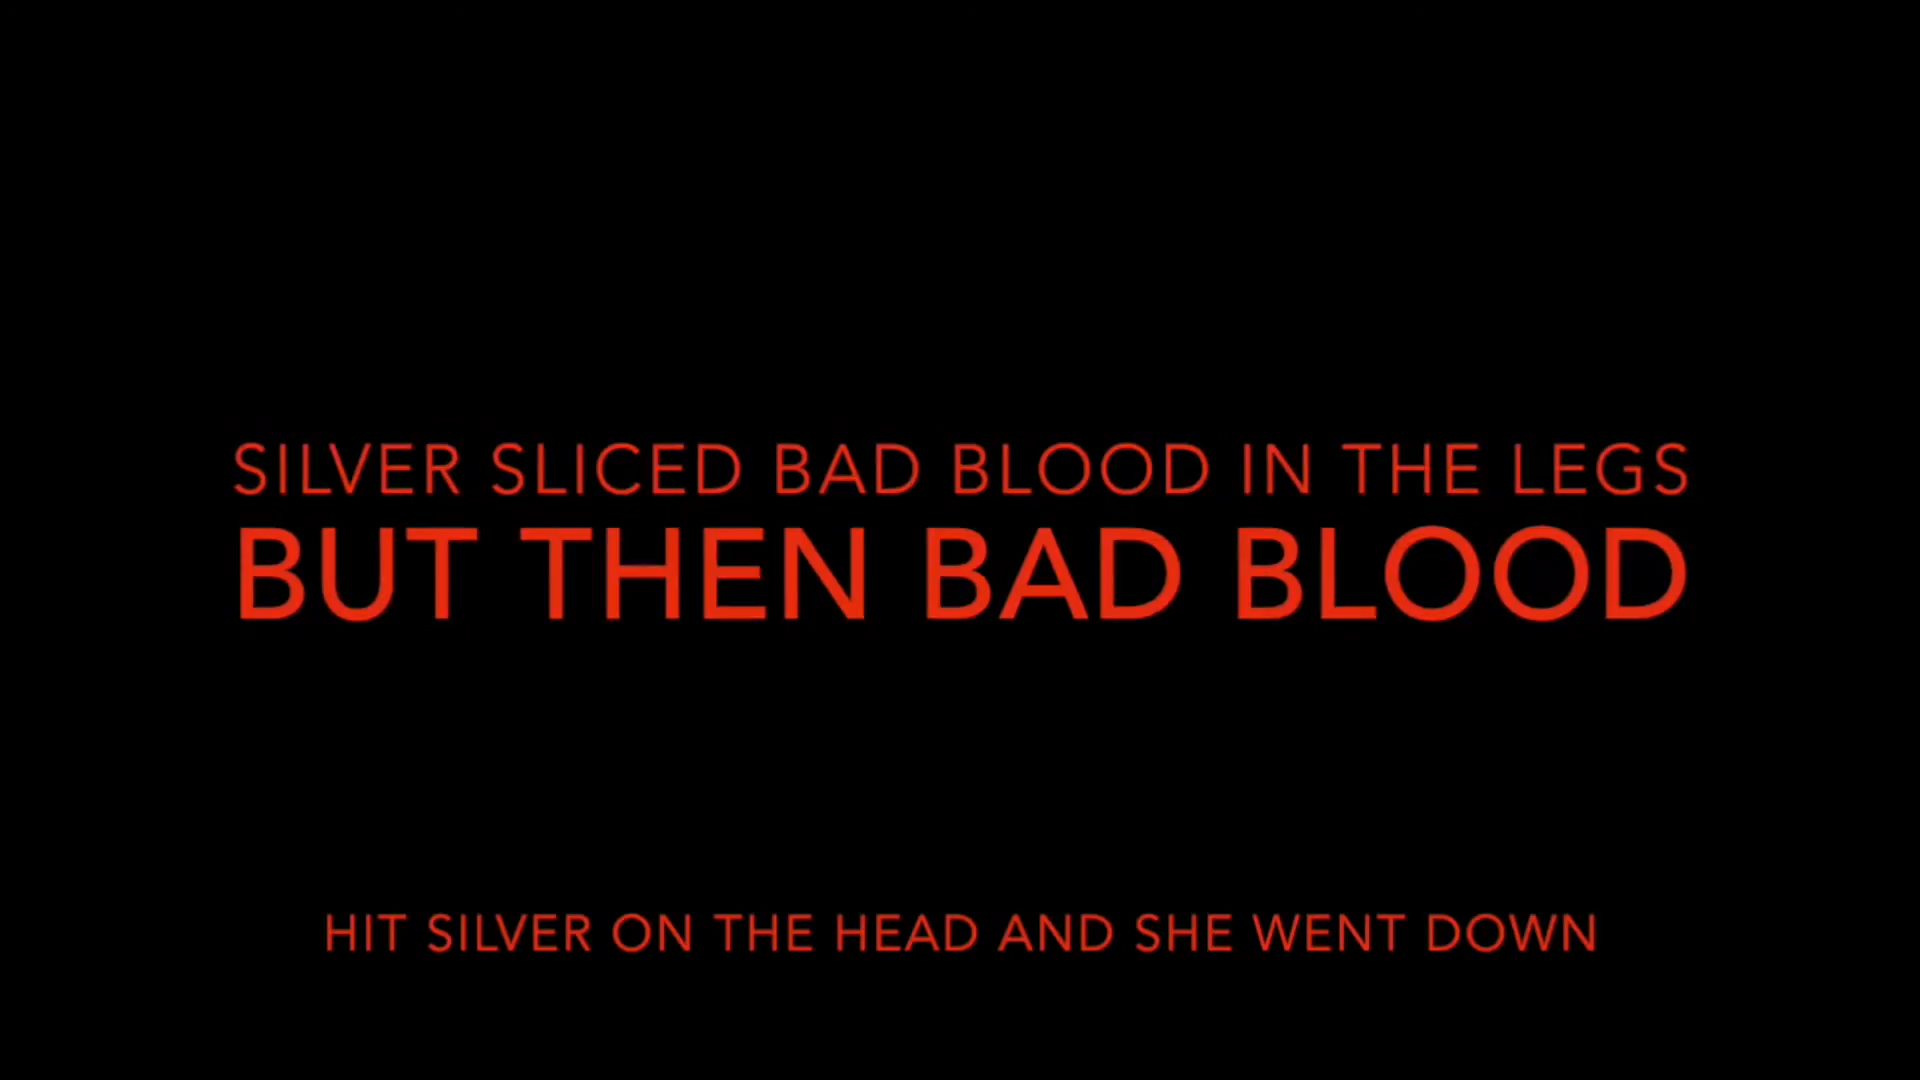 SILVER SLICED BAD BLOOD IN THE LEGS
BUT THEN BAD BLOOD
HIT SILVER ON THE HEAD AND SHE WENT DOWN